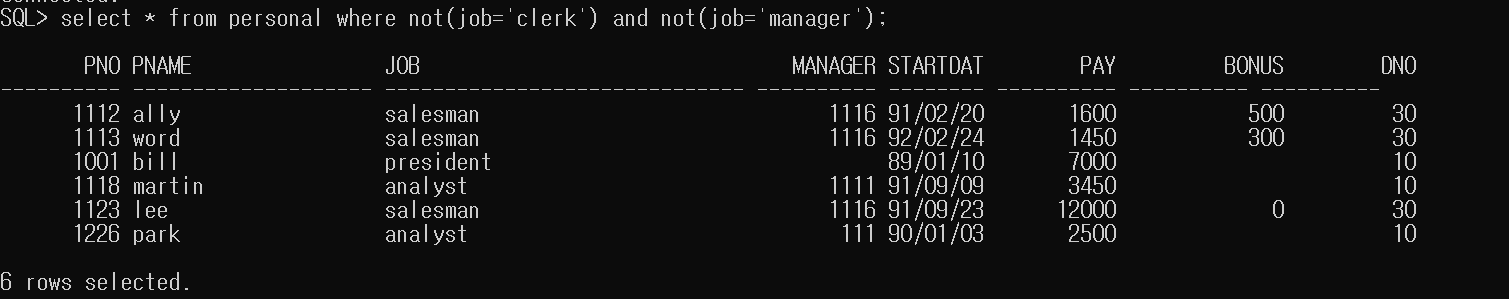 SQL> select * from personal where not(job='clerk') and not(job='manager');
PNO PNAME JOB MANAGER STARTDAT PAY BONUS DNO
---------- -------------------- ------------------------------ ---------- -------- ---------- ---------- ----------
1112 ally salesman 1116 91/02/20 1600 500 30
1113 word salesman 1116 92/02/24 1450 300 30
1001 bill president 89/01/10 7000 10
1118 martin analyst 1111 91/09/09 3450 10
1123 lee salesman 1116 91/09/23 12000 0 30
1226 park analyst 111 90/01/03 2500 10
6 rows selected.